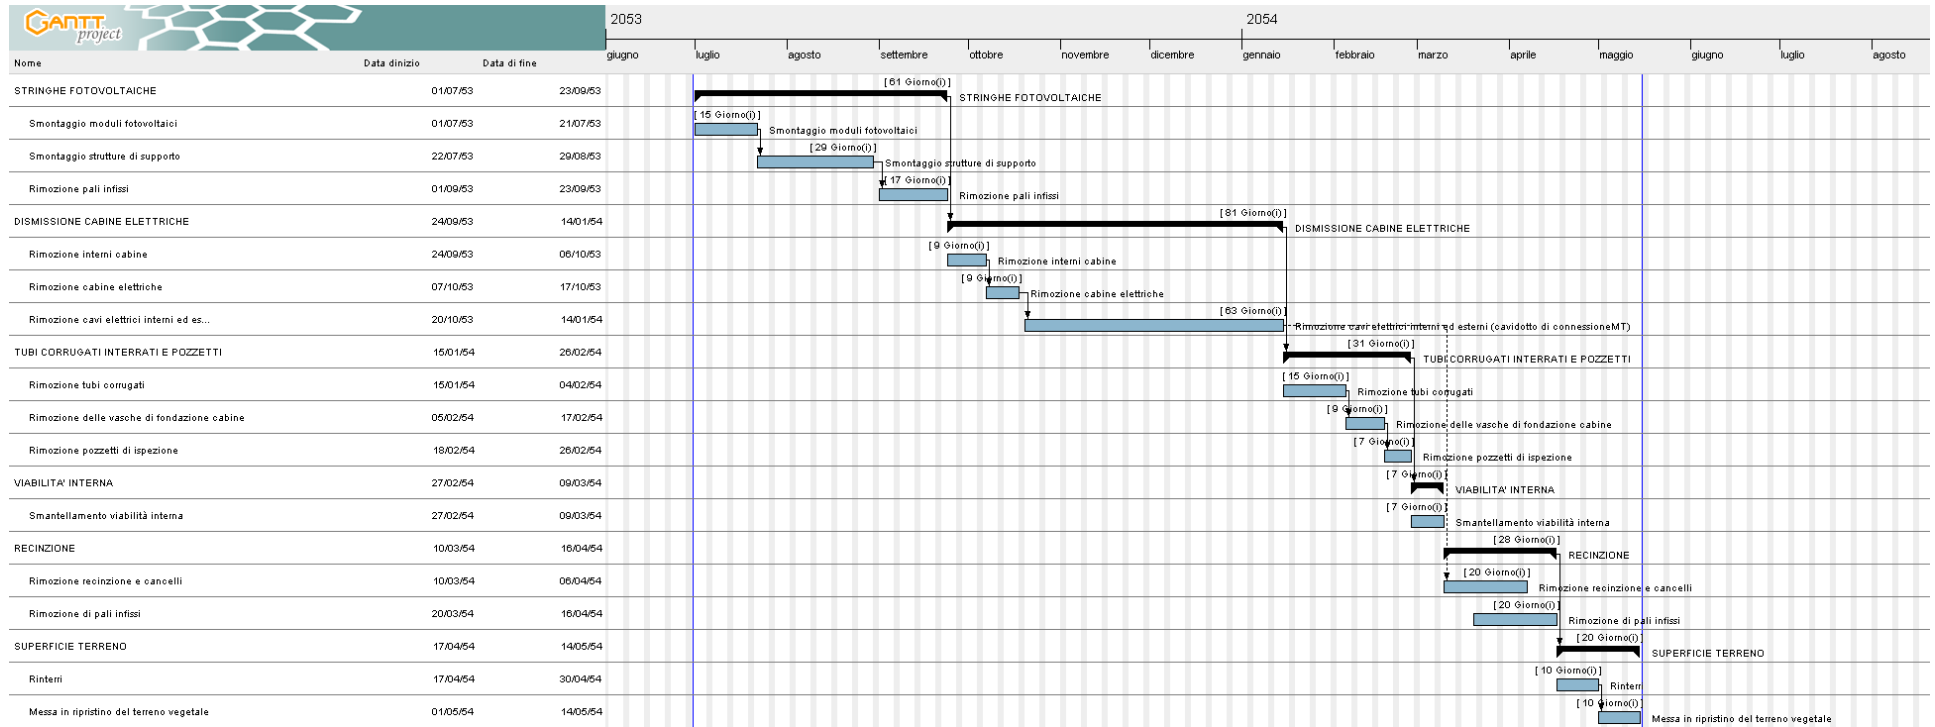 GANTT project
2053 2054
giugno luglio agosto settembre ottobre novembre dicembre gennaio febbraio marzo aprile maggio giugno luglio agosto
Nome Data dinizio Data di fine
STRINGHE FOTOVOLTAICHE 01/07/53 23/09/53 [ 61 Giorno(i) ] STRINGHE FOTOVOLTAICHE
Smontaggio moduli fotovoltaici 01/07/53 21/07/53 [ 15 Giorno(i) ] Smontaggio moduli fotovoltaici
Smontaggio strutture di supporto 22/07/53 29/08/53 [ 29 Giorno(i) ] Smontaggio strutture di supporto
Rimozione pali infissi 01/09/53 23/09/53 [ 17 Giorno(i) ] Rimozione pali infissi
DISMISSIONE CABINE ELETTRICHE 24/09/53 14/01/54 [ 81 Giorno(i) ] DISMISSIONE CABINE ELETTRICHE
Rimozione interni cabine 24/09/53 06/10/53 [ 9 Giorno(i) ] Rimozione interni cabine
Rimozione cabine elettriche 07/10/53 17/10/53 [ 9 Giorno(i) ] Rimozione cabine elettriche
Rimozione cavi elettrici interni ed es... 20/10/53 14/01/54 [ 63 Giorno(i) ] Rimozione cavi elettrici interni ed esterni (cavidotto di connessioneMT)
TUBI CORRUGATI INTERRATI E POZZETTI 15/01/54 26/02/54 [ 31 Giorno(i) ] TUBI CORRUGATI INTERRATI E POZZETTI
Rimozione tubi corrugati 15/01/54 04/02/54 [ 15 Giorno(i) ] Rimozione tubi corrugati
Rimozione delle vasche di fondazione cabine 05/02/54 17/02/54 [ 9 Giorno(i) ] Rimozione delle vasche di fondazione cabine
Rimozione pozzetti di ispezione 18/02/54 26/02/54 [ 7 Giorno(i) ] Rimozione pozzetti di ispezione
VIABILITA' INTERNA 27/02/54 09/03/54 [ 7 Giorno(i) ] VIABILITA' INTERNA
Smantellamento viabilità interna 27/02/54 09/03/54 [ 7 Giorno(i) ] Smantellamento viabilità interna
RECINZIONE 10/03/54 16/04/54 [ 28 Giorno(i) ] RECINZIONE
Rimozione recinzione e cancelli 10/03/54 06/04/54 [ 20 Giorno(i) ] Rimozione recinzione e cancelli
Rimozione di pali infissi 20/03/54 16/04/54 [ 20 Giorno(i) ] Rimozione di pali infissi
SUPERFICIE TERRENO 17/04/54 14/05/54 [ 20 Giorno(i) ] SUPERFICIE TERRENO
Rinterri 17/04/54 30/04/54 [ 10 Giorno(i) ] Rinterri
Messa in ripristino del terreno vegetale 01/05/54 14/05/54 [ 10 Giorno(i) ] Messa in ripristino del terreno vegetale